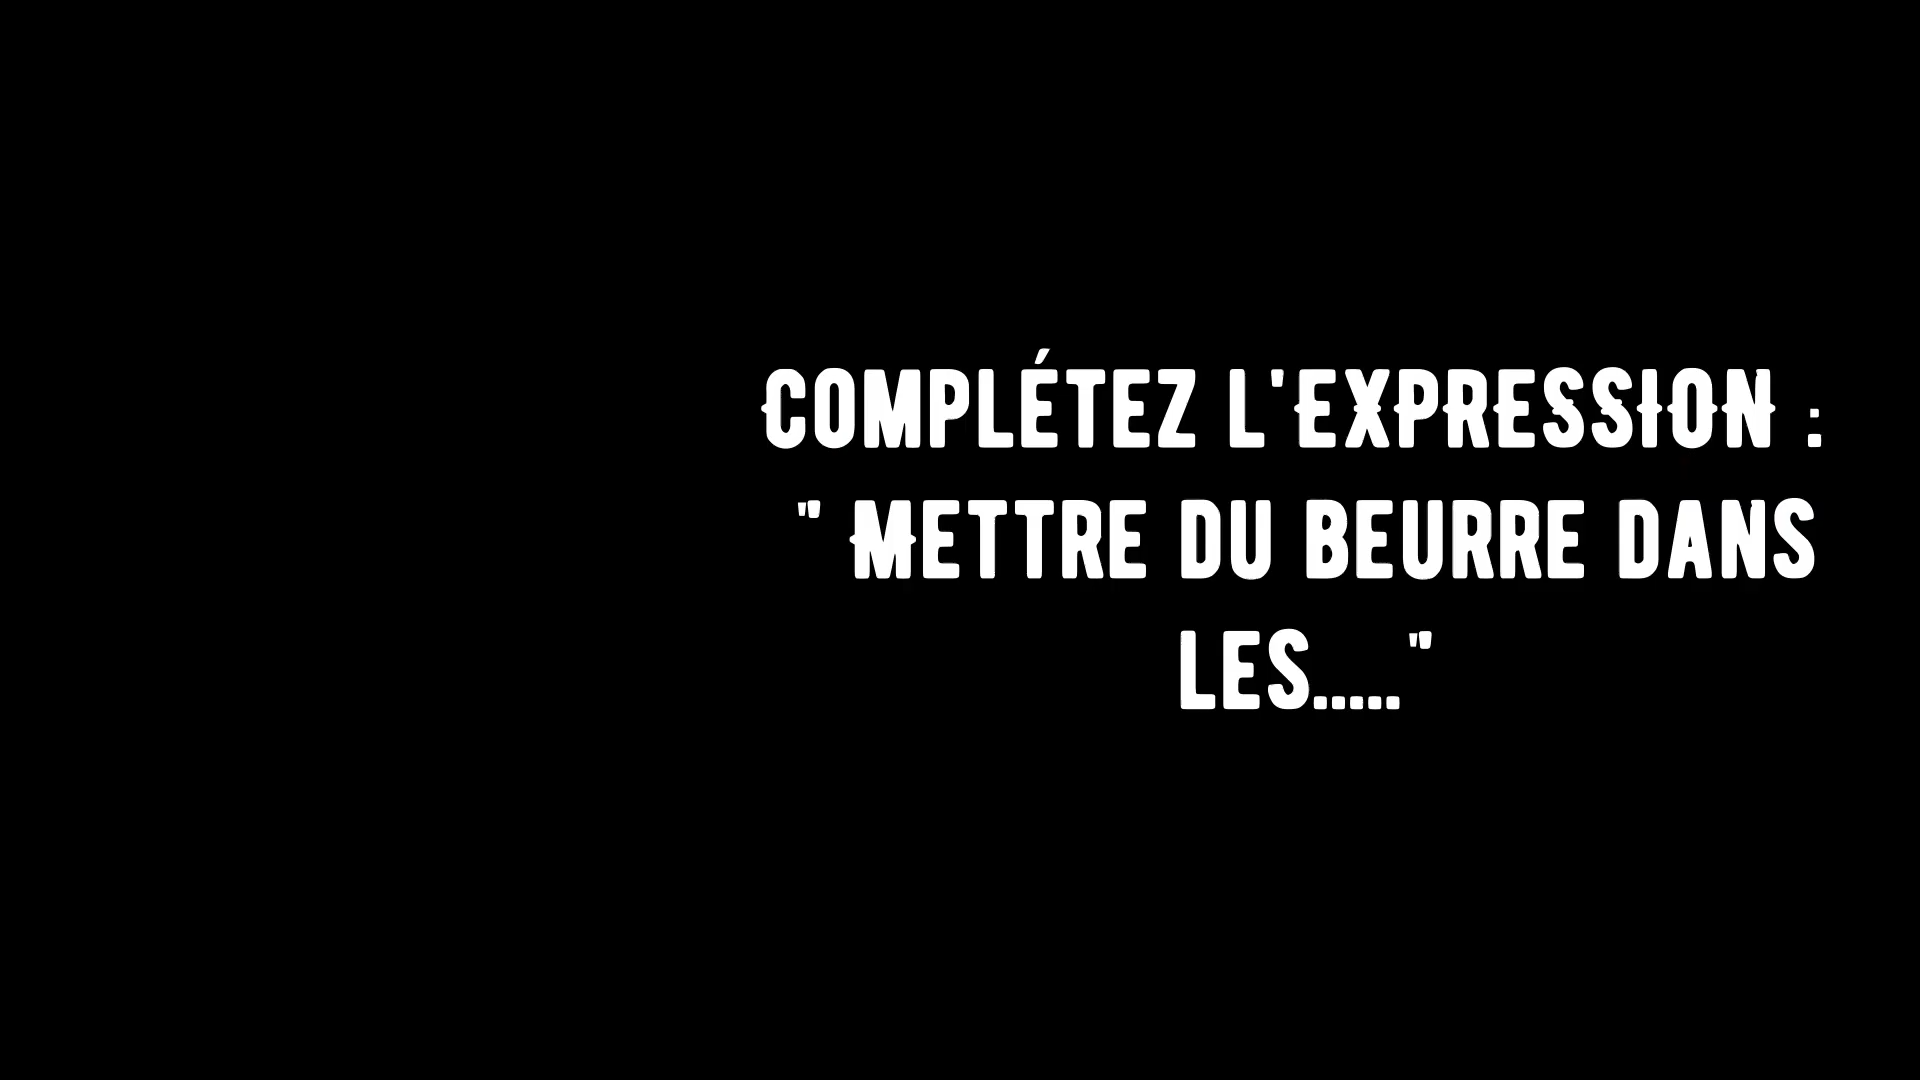 Complétez l'expression :
" Mettre du beurre dans
les....."